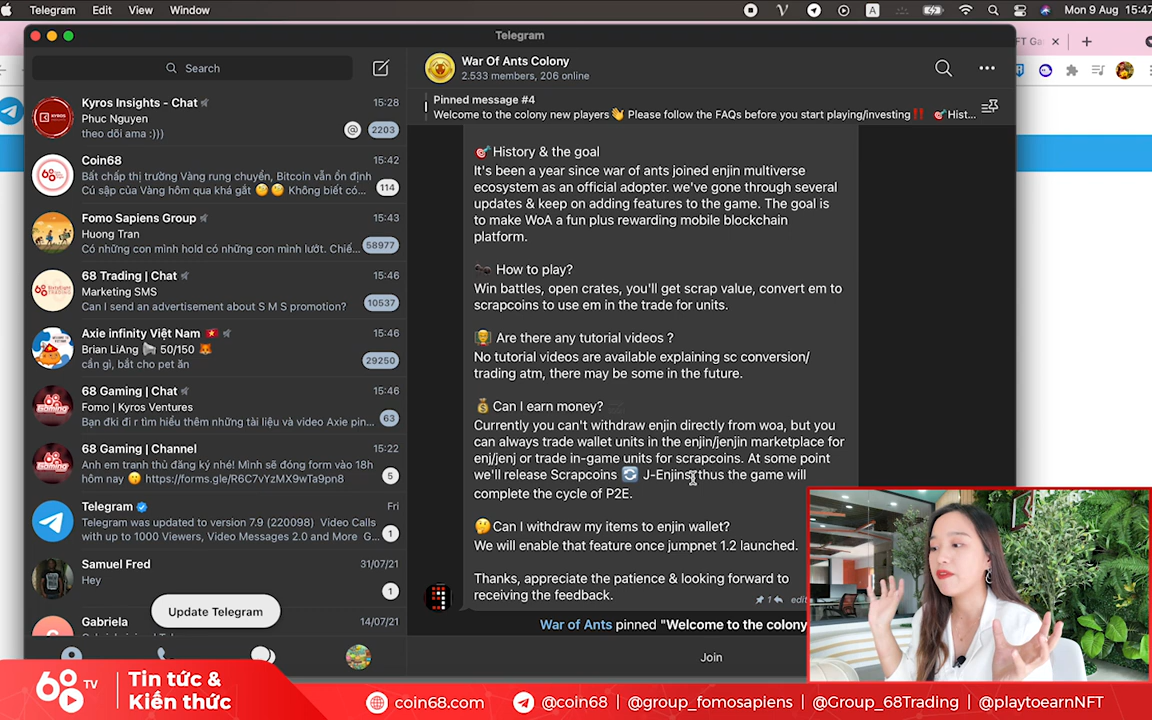 Telegram Edit View Window
A
Mon 9 Aug 15:47
Telegram
Search
Kyros Insights - Chat 15:28
Phuc Nguyen
theo dõi ama :)))
@ 2203
Coin68 15:42
Bất chấp thị trường Vàng rung chuyển, Bitcoin vẫn ổn định
Cú sập của Vàng hôm qua khá gắt 🤔🤔 Không biết có...
114
Fomo Sapiens Group 15:43
Huong Tran
Có những con mình hold có những con mình lướt. Chiế...
58977
68 Trading | Chat 15:46
Marketing SMS
Can I send an advertisement about S M S promotion?
10537
Axie infinity Việt Nam 🇻🇳 15:46
Brian LiAng 50/150
cần gì, bắt cho pet ăn
29250
68 Gaming | Chat 15:46
Fomo | Kyros Ventures
Bạn đki đi r tìm hiểu thêm những tài liệu và video Axie pin...
63
68 Gaming | Channel 15:22
Anh em tranh thủ đăng ký nhé! Mình sẽ đóng form vào 18h
hôm nay 😗 https://forms.gle/R6C7vYzMX9wTa9pn8
5
Telegram Fri
Telegram was updated to version 7.9 (220098) Video Calls
with up to 1000 Viewers, Video Messages 2.0 and More G...
1
Samuel Fred 31/07/21
Hey
1
Update Telegram
Gabriela 14/07/21
War Of Ants Colony
2.533 members, 206 online
Pinned message #4
Welcome to the colony new players👋 Please follow the FAQs before you start playing/investing‼️ 🎯Hist...
🎯History & the goal
It's been a year since war of ants joined enjin multiverse
ecosystem as an official adopter. we've gone through several
updates & keep on adding features to the game. The goal is
to make WoA a fun plus rewarding mobile blockchain
platform.
🎮 How to play?
Win battles, open crates, you'll get scrap value, convert em to
scrapcoins to use em in the trade for units.
👨‍🏫 Are there any tutorial videos ?
No tutorial videos are available explaining sc conversion/
trading atm, there may be some in the future.
💰Can I earn money?
Currently you can't withdraw enjin directly from woa, but you
can always trade wallet units in the enjin/jenjin marketplace for
enj/jenj or trade in-game units for scrapcoins. At some point
we'll release Scrapcoins 🔄 J-Enjins thus the game will
complete the cycle of P2E.
🤔Can I withdraw my items to enjin wallet?
We will enable that feature once jumpnet 1.2 launched.
Thanks, appreciate the patience & looking forward to
receiving the feedback.
1 edit
War of Ants pinned "Welcome to the colony
Join
68 TV
Tin tức &
Kiến thức
coin68.com @coin68 | @group_fomosapiens | @Group_68Trading | @playtoearnNFT